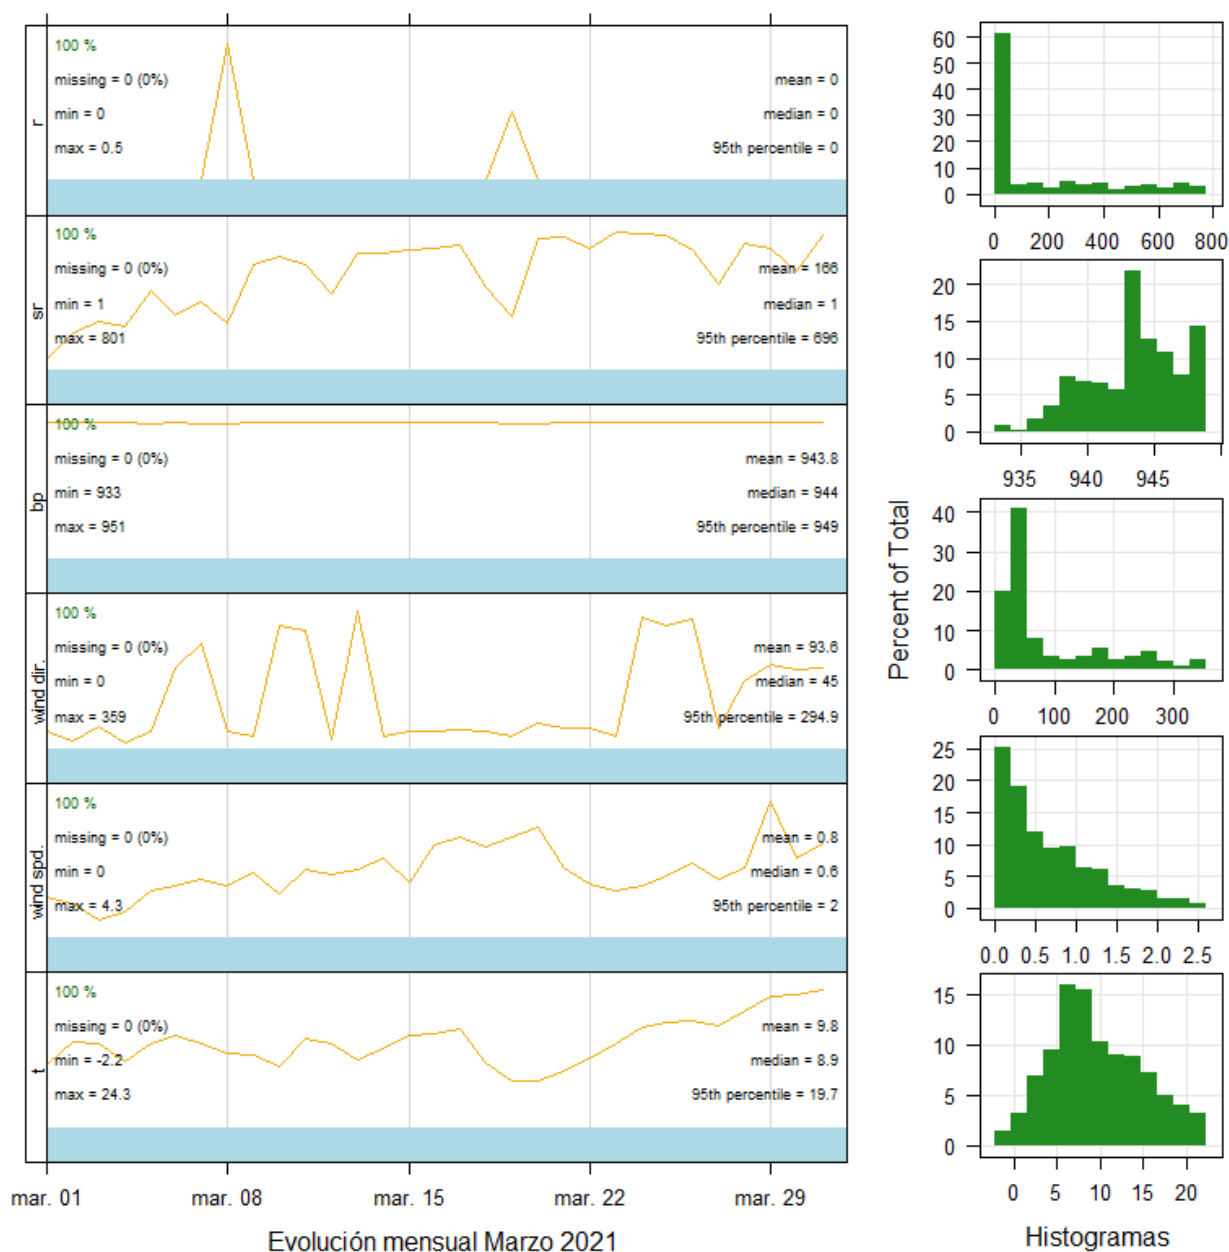 r
100 %
missing = 0 (0%)
min = 0
max = 0.5
mean = 0
median = 0
95th percentile = 0
sr
100 %
missing = 0 (0%)
min = 1
max = 801
mean = 166
median = 1
95th percentile = 696
bp
100 %
missing = 0 (0%)
min = 933
max = 951
mean = 943.8
median = 944
95th percentile = 949
wind dir.
100 %
missing = 0 (0%)
min = 0
max = 359
mean = 93.6
median = 45
95th percentile = 294.9
wind spd.
100 %
missing = 0 (0%)
min = 0
max = 4.3
mean = 0.8
median = 0.6
95th percentile = 2
t
100 %
missing = 0 (0%)
min = -2.2
max = 24.3
mean = 9.8
median = 8.9
95th percentile = 19.7
mar. 01 mar. 08 mar. 15 mar. 22 mar. 29
Evolución mensual Marzo 2021
Percent of Total
60
50
40
30
20
10
0
0 200 400 600 800
20
15
10
5
0
935 940 945
40
30
20
10
0
0 100 200 300
25
20
15
10
5
0
0.0 0.5 1.0 1.5 2.0 2.5
15
10
5
0
0 5 10 15 20
Histogramas